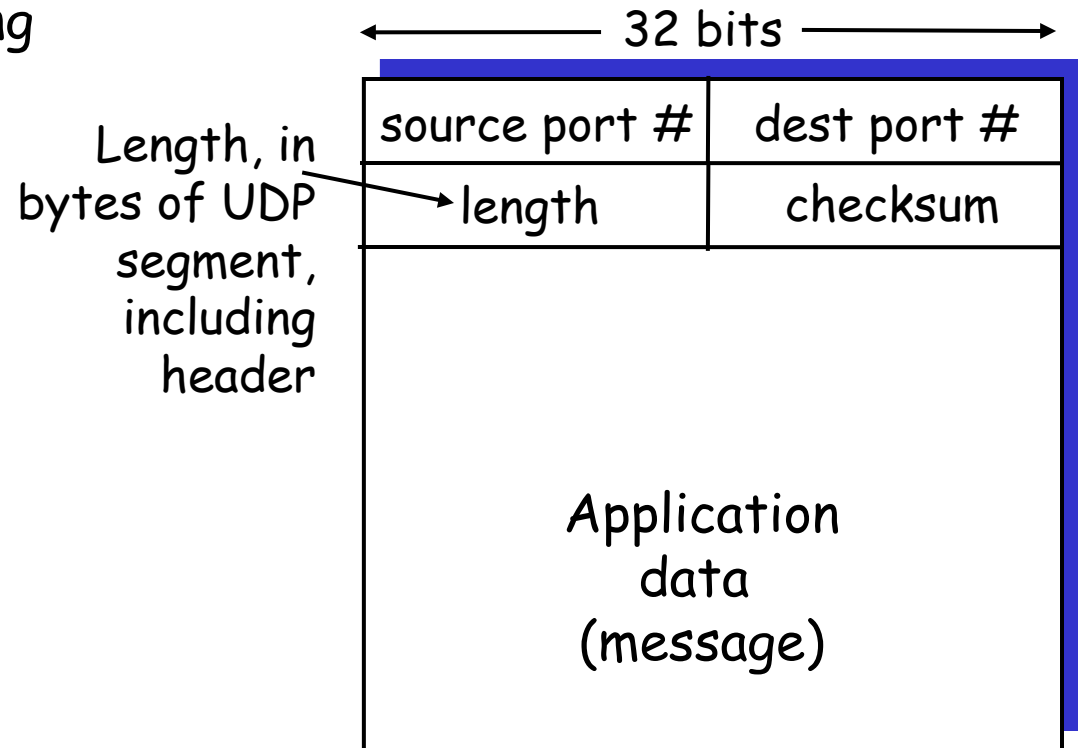 32 bits
source port # dest port #
Length, in
bytes of UDP
segment,
including
header
length checksum
Application
data
(message)